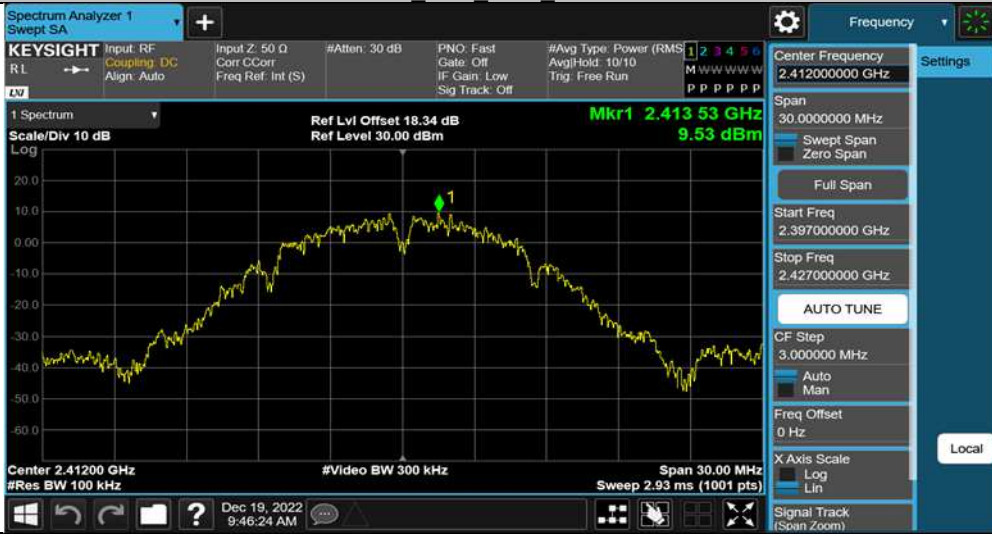 Spectrum Analyzer 1
Swept SA
+
Frequency
KEYSIGHT
RL
LXI
Input: RF
Coupling: DC
Align: Auto
Input Z: 50 Ω
Corr CCorr
Freq Ref: Int (S)
#Atten: 30 dB
PNO: Fast
Gate: Off
IF Gain: Low
Sig Track: Off
#Avg Type: Power (RMS
Avg|Hold: 10/10
Trig: Free Run
1 2 3 4 5 6
M W W W W W
P P P P P P
1 Spectrum
Scale/Div 10 dB
Log
Ref Lvl Offset 18.34 dB
Ref Level 30.00 dBm
Mkr1 2.413 53 GHz
9.53 dBm
20.0
10.0
0.00
-10.0
-20.0
-30.0
-40.0
-50.0
-60.0
1
Center 2.41200 GHz
#Res BW 100 kHz
#Video BW 300 kHz
Span 30.00 MHz
Sweep 2.93 ms (1001 pts)
?
Dec 19, 2022
9:46:24 AM
Center Frequency
2.412000000 GHz
Span
30.0000000 MHz
Swept Span
Zero Span
Full Span
Start Freq
2.397000000 GHz
Stop Freq
2.427000000 GHz
AUTO TUNE
CF Step
3.000000 MHz
Auto
Man
Freq Offset
0 Hz
X Axis Scale
Log
Lin
Signal Track
(Span Zoom)
Settings
Local